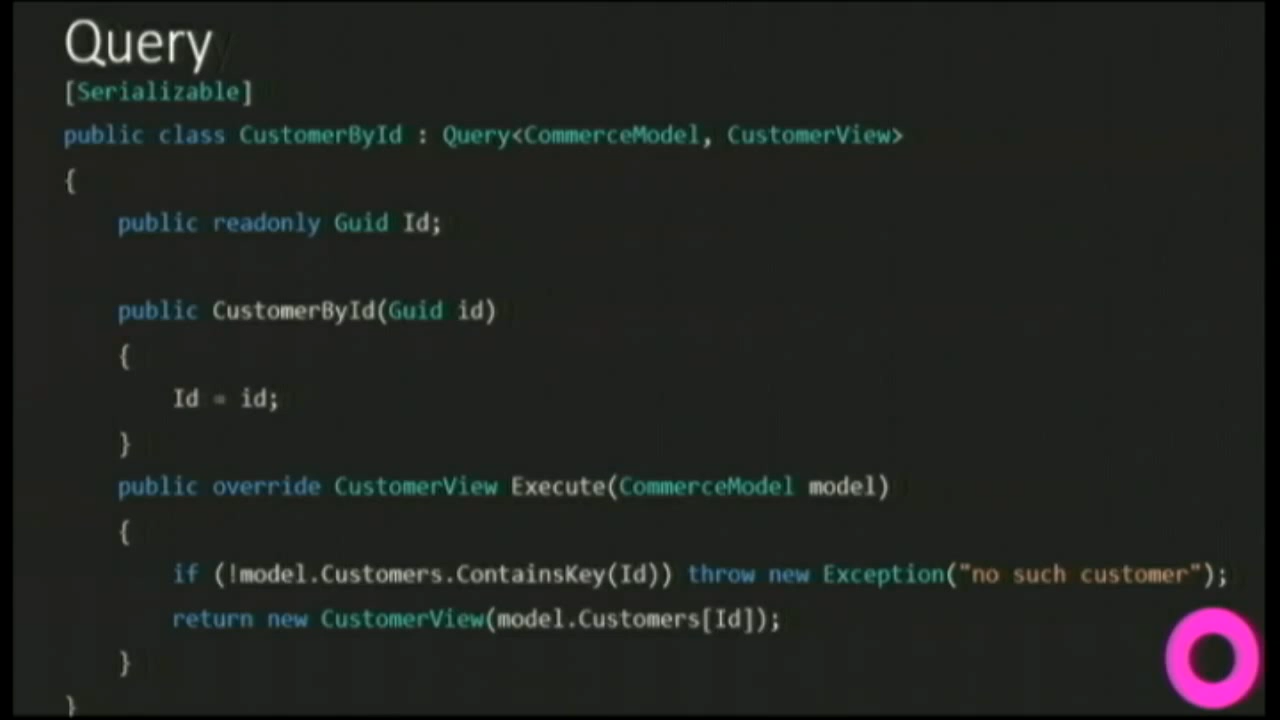 Query
[Serializable]
public class CustomerById : Query<CommerceModel, CustomerView>
{
    public readonly Guid Id;
    public CustomerById(Guid id)
    {
        Id = id;
    }
    public override CustomerView Execute(CommerceModel model)
    {
        if (!model.Customers.ContainsKey(Id)) throw new Exception("no such customer");
        return new CustomerView(model.Customers[Id]);
    }
}